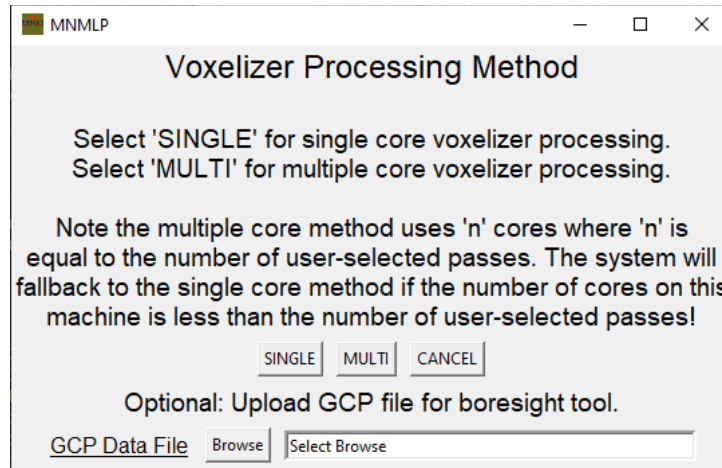 MNM MNMLP
Voxelizer Processing Method
Select 'SINGLE' for single core voxelizer processing.
Select 'MULTI' for multiple core voxelizer processing.
Note the multiple core method uses 'n' cores where 'n' is
equal to the number of user-selected passes. The system will
fallback to the single core method if the number of cores on this
machine is less than the number of user-selected passes!
SINGLE MULTI CANCEL
Optional: Upload GCP file for boresight tool.
GCP Data File Browse Select Browse